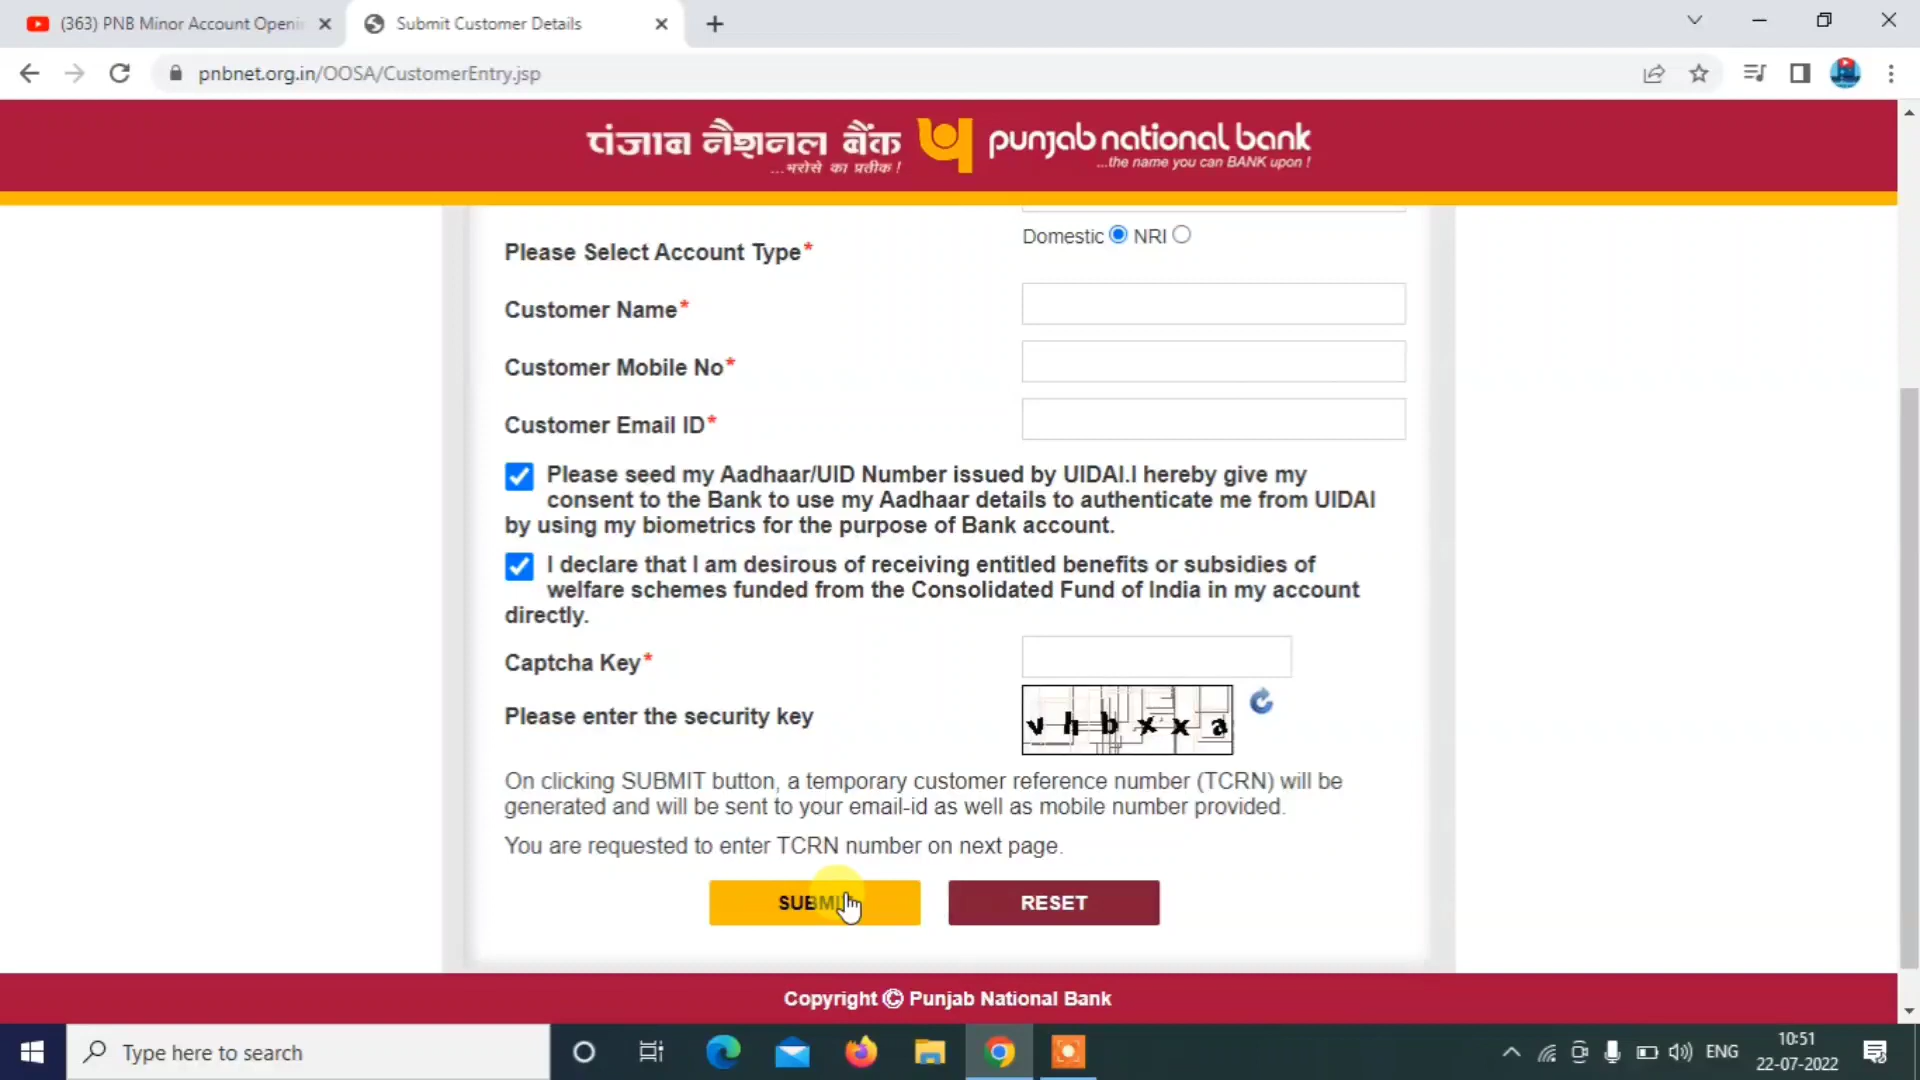 (363) PNB Minor Account Openi
Submit Customer Details
pnbnet.org.in/OOSA/CustomerEntry.jsp
पंजाब नैशनल बैंक
punjab national bank
...भरोसे का प्रतीक !
...the name you can BANK upon !
Please Select Account Type*
Domestic NRI
Customer Name*
Customer Mobile No*
Customer Email ID*
Please seed my Aadhaar/UID Number issued by UIDAI.I hereby give my
consent to the Bank to use my Aadhaar details to authenticate me from UIDAI
by using my biometrics for the purpose of Bank account.
I declare that I am desirous of receiving entitled benefits or subsidies of
welfare schemes funded from the Consolidated Fund of India in my account
directly.
Captcha Key*
Please enter the security key
v h b x x a
On clicking SUBMIT button, a temporary customer reference number (TCRN) will be
generated and will be sent to your email-id as well as mobile number provided.
You are requested to enter TCRN number on next page.
SUBMIT
RESET
Copyright © Punjab National Bank
Type here to search
ENG
10:51
22-07-2022